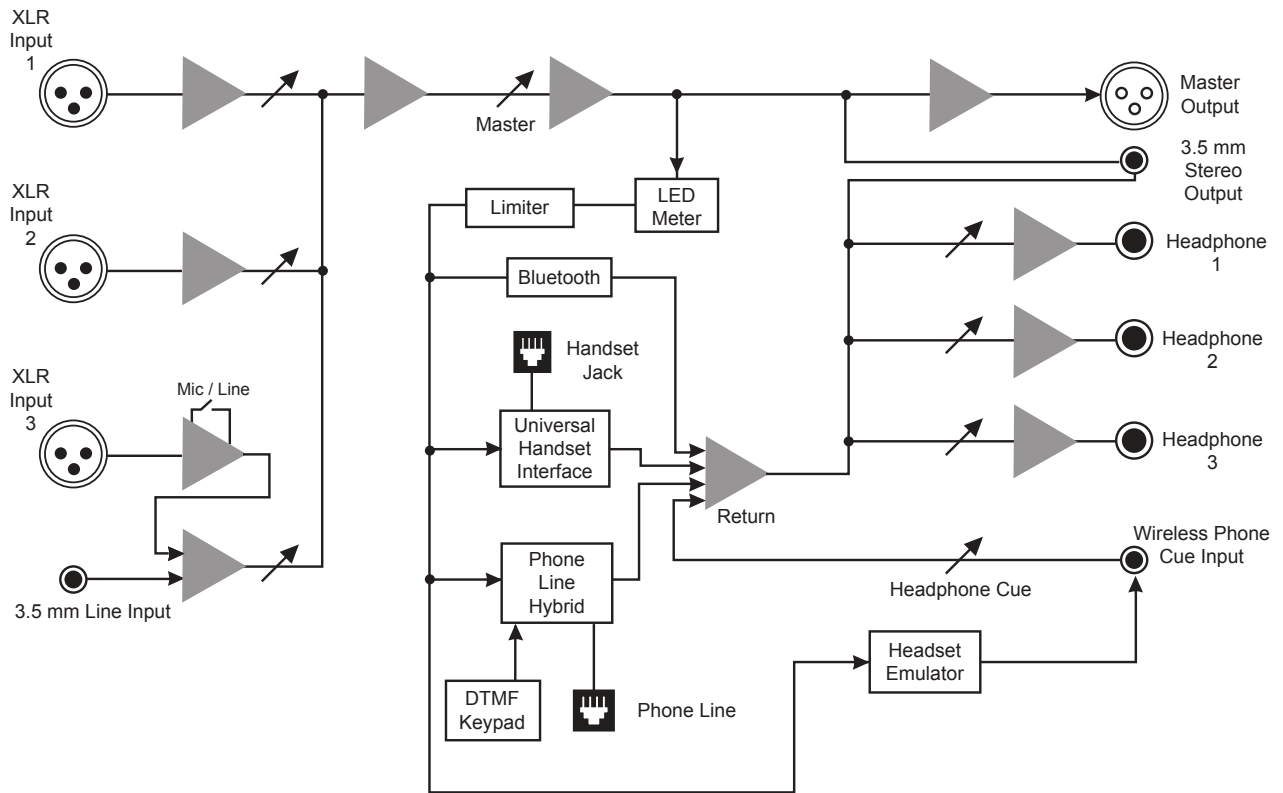 XLR
Input
1
Master
Master
Output
3.5 mm
Stereo
Output
XLR
Input
2
Limiter
LED
Meter
Headphone
1
Bluetooth
Handset
Jack
Headphone
2
XLR
Input
3
Mic / Line
Universal
Handset
Interface
Headphone
3
Return
Wireless Phone
Cue Input
Phone
Line
Hybrid
Headphone Cue
3.5 mm Line Input
Headset
Emulator
DTMF
Keypad
Phone Line